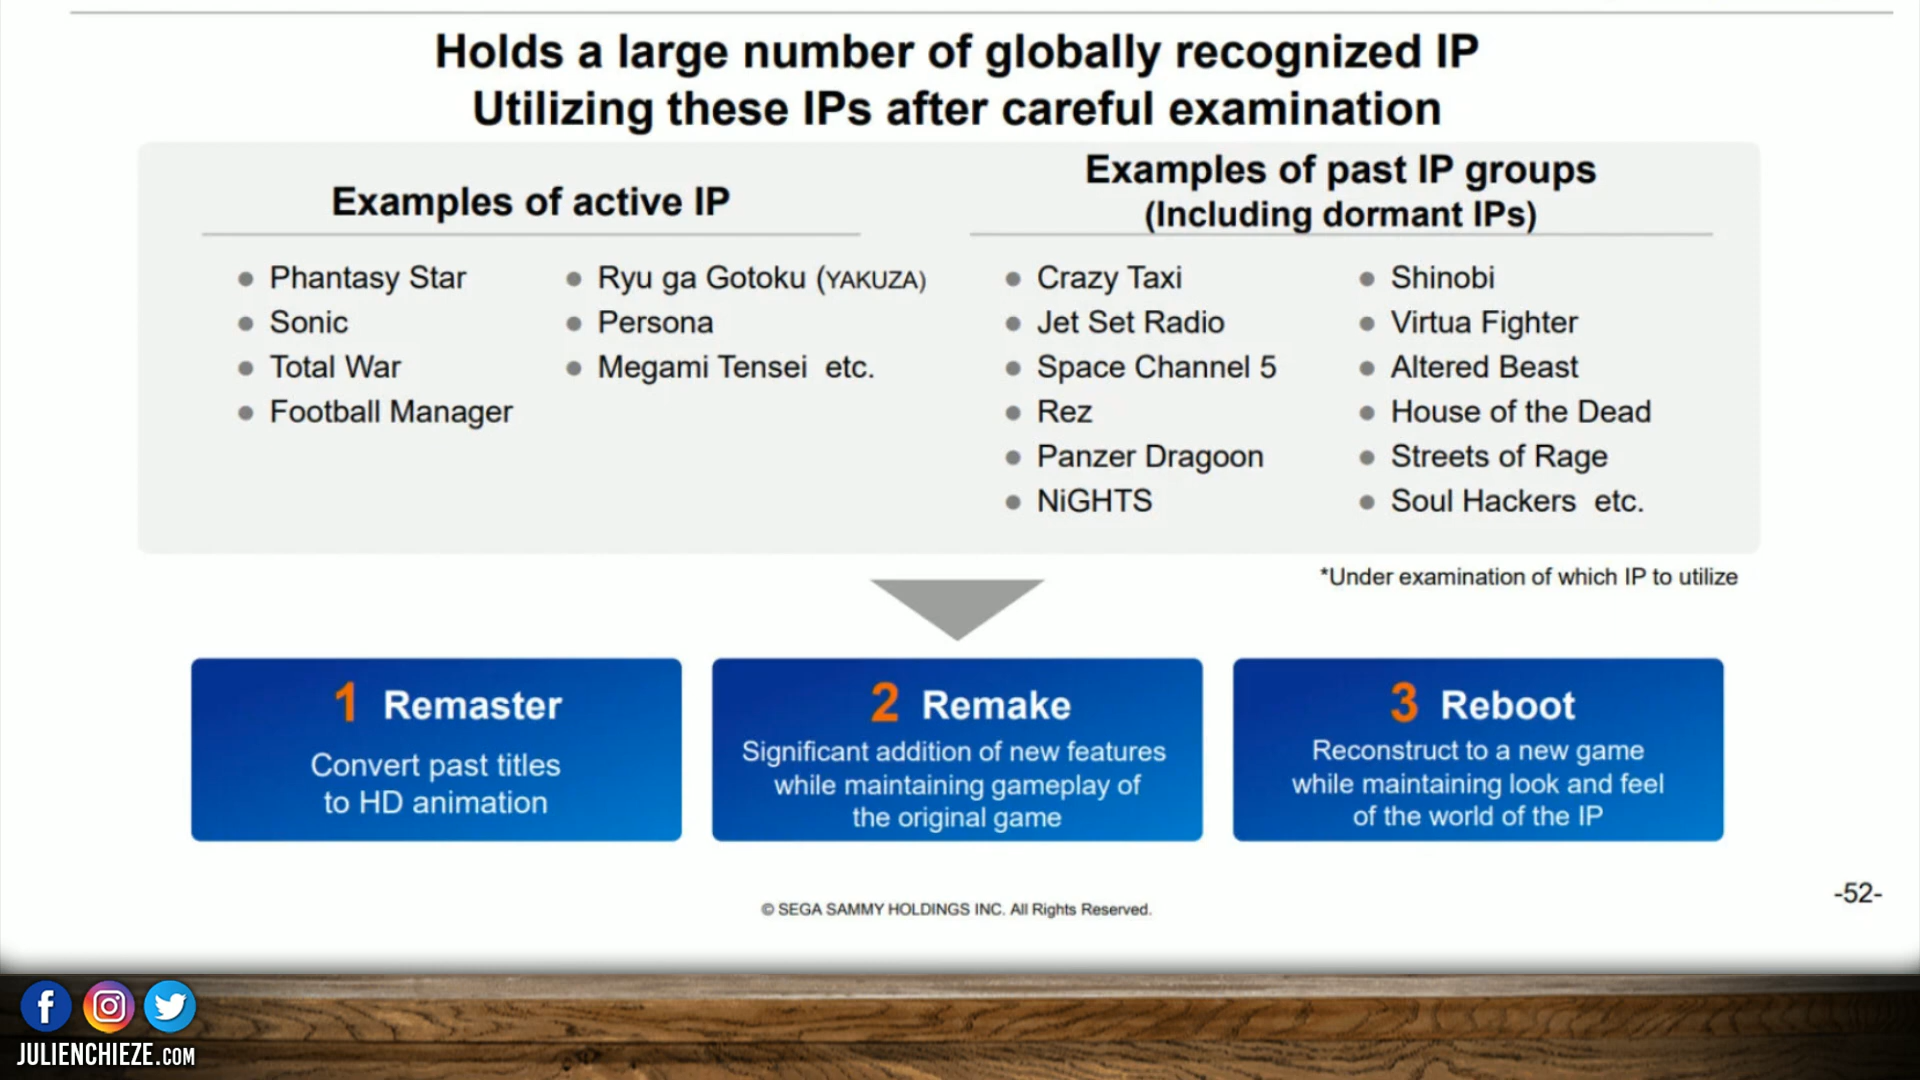 Holds a large number of globally recognized IP
Utilizing these IPs after careful examination
Examples of active IP
● Phantasy Star
● Sonic
● Total War
● Football Manager
● Ryu ga Gotoku (YAKUZA)
● Persona
● Megami Tensei etc.
Examples of past IP groups
(Including dormant IPs)
● Crazy Taxi
● Jet Set Radio
● Space Channel 5
● Rez
● Panzer Dragoon
● NiGHTS
● Shinobi
● Virtua Fighter
● Altered Beast
● House of the Dead
● Streets of Rage
● Soul Hackers etc.
*Under examination of which IP to utilize
1 Remaster
Convert past titles
to HD animation
2 Remake
Significant addition of new features
while maintaining gameplay of
the original game
3 Reboot
Reconstruct to a new game
while maintaining look and feel
of the world of the IP
-52-
© SEGA SAMMY HOLDINGS INC. All Rights Reserved.
JULIENCHIEZE.COM